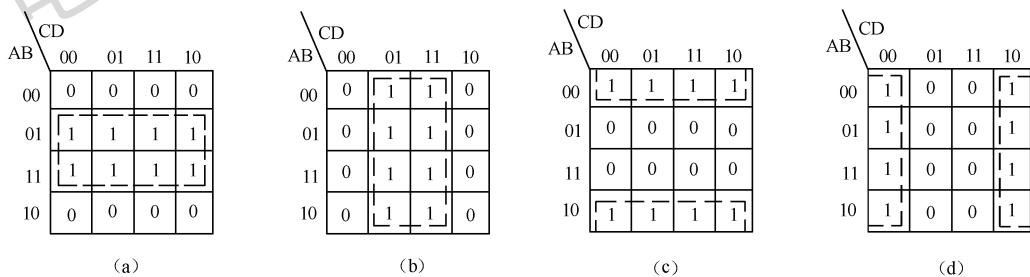 CD
AB 00 01 11 10
00 0 0 0 0
01 1 1 1 1
11 1 1 1 1
10 0 0 0 0
(a)
CD
AB 00 01 11 10
00 0 1 1 0
01 0 1 1 0
11 0 1 1 0
10 0 1 1 0
(b)
CD
AB 00 01 11 10
00 1 1 1 1
01 0 0 0 0
11 0 0 0 0
10 1 1 1 1
(c)
CD
AB 00 01 11 10
00 1 0 0 1
01 1 0 0 1
11 1 0 0 1
10 1 0 0 1
(d)